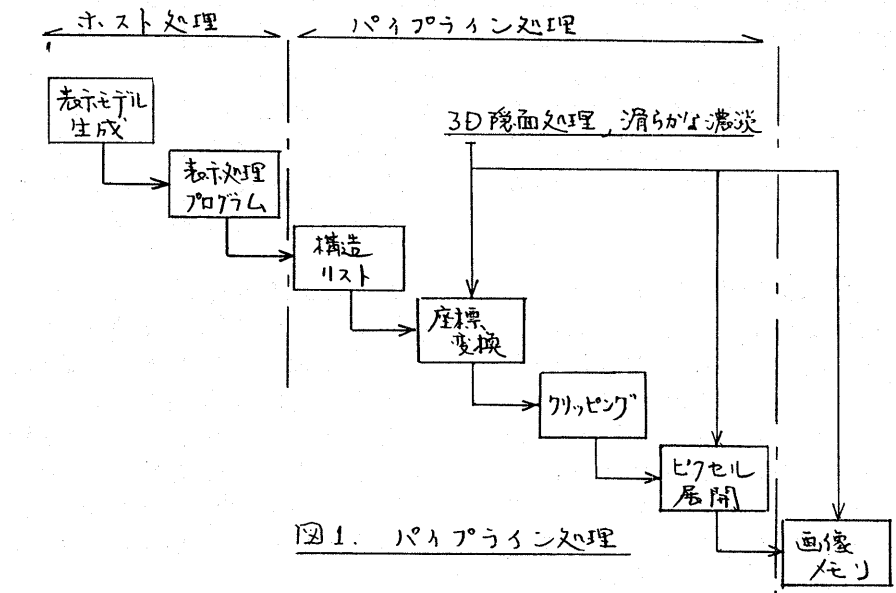 ホスト処理
パイプライン処理
表示モデル
生成
3D隠面処理,滑らかな濃淡
表示処理
プログラム
構造
リスト
座標
変換
クリッピング
ピクセル
展開
画像
メモリ
図1. パイプライン処理